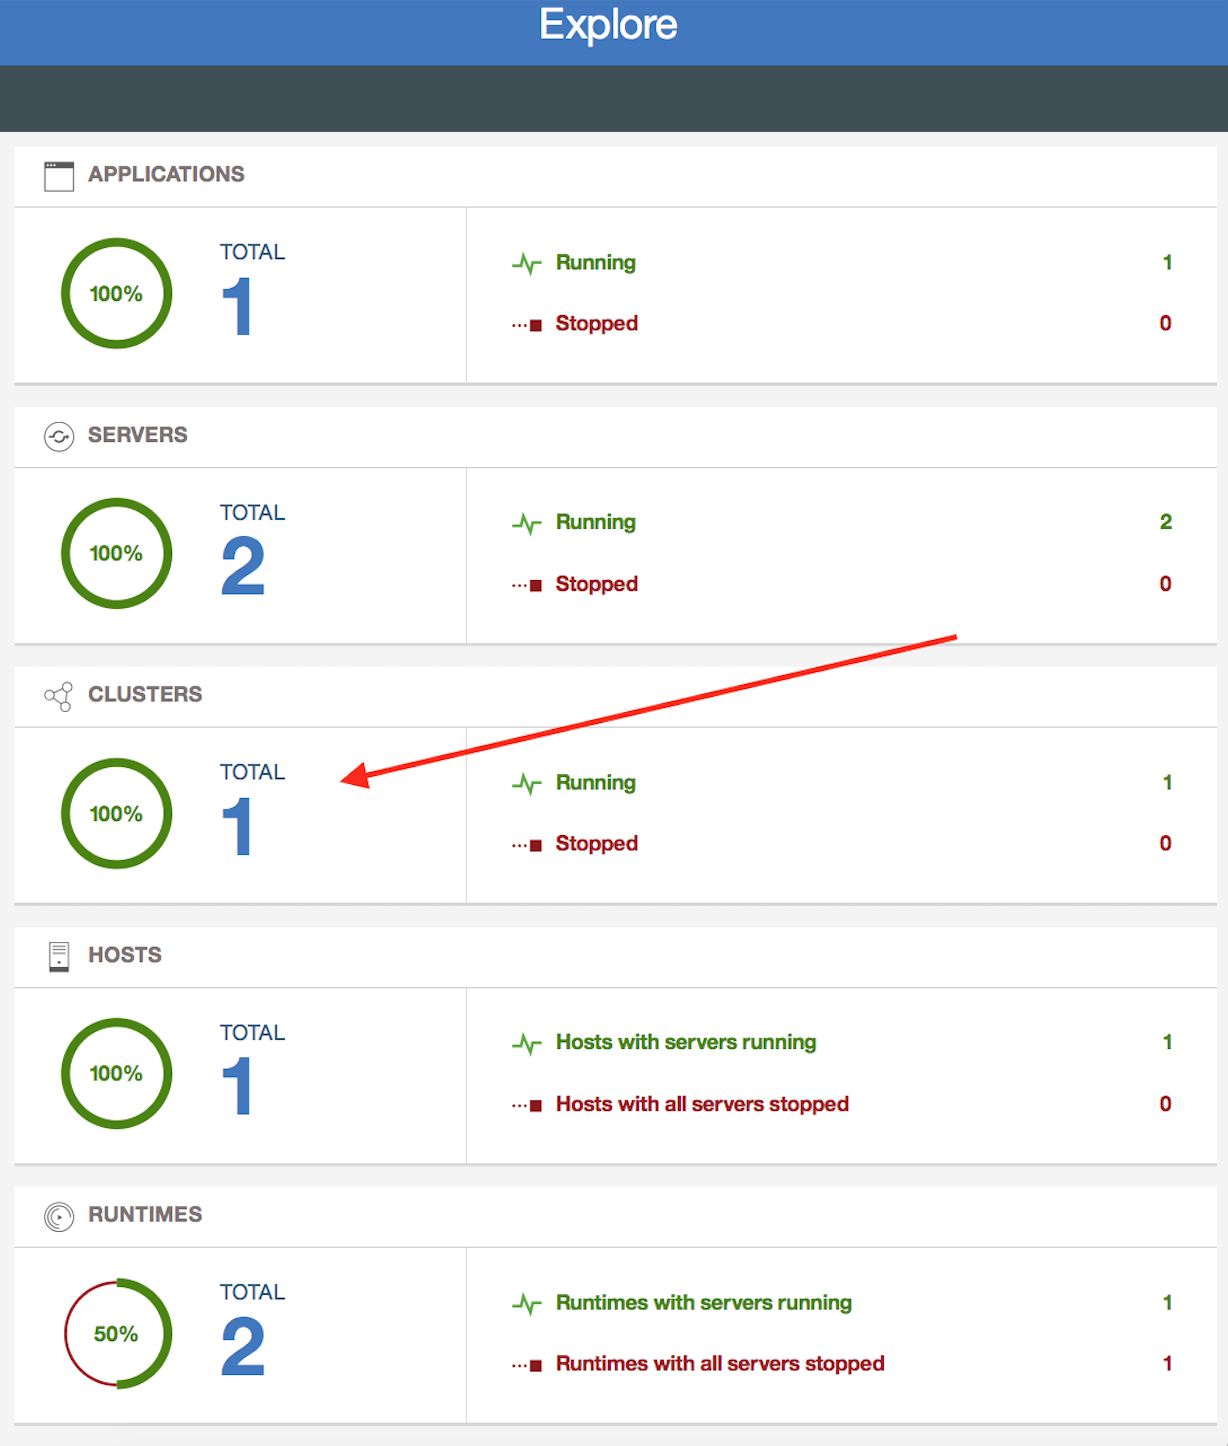 Explore
APPLICATIONS
100%
TOTAL
1
Running 1
Stopped 0
SERVERS
100%
TOTAL
2
Running 2
Stopped 0
CLUSTERS
100%
TOTAL
1
Running 1
Stopped 0
HOSTS
100%
TOTAL
1
Hosts with servers running 1
Hosts with all servers stopped 0
RUNTIMES
50%
TOTAL
2
Runtimes with servers running 1
Runtimes with all servers stopped 1